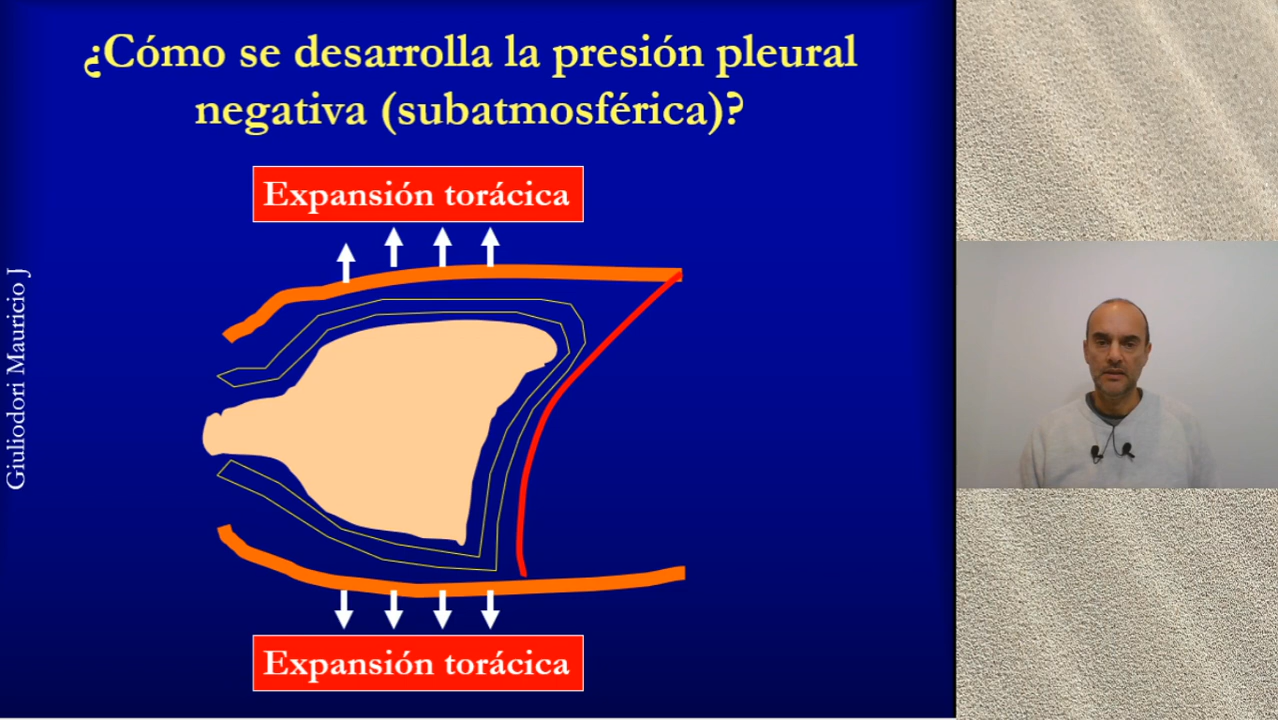 ¿Cómo se desarrolla la presión pleural
negativa (subatmosférica)?
Expansión torácica
Giuliodori Mauricio J
Expansión torácica